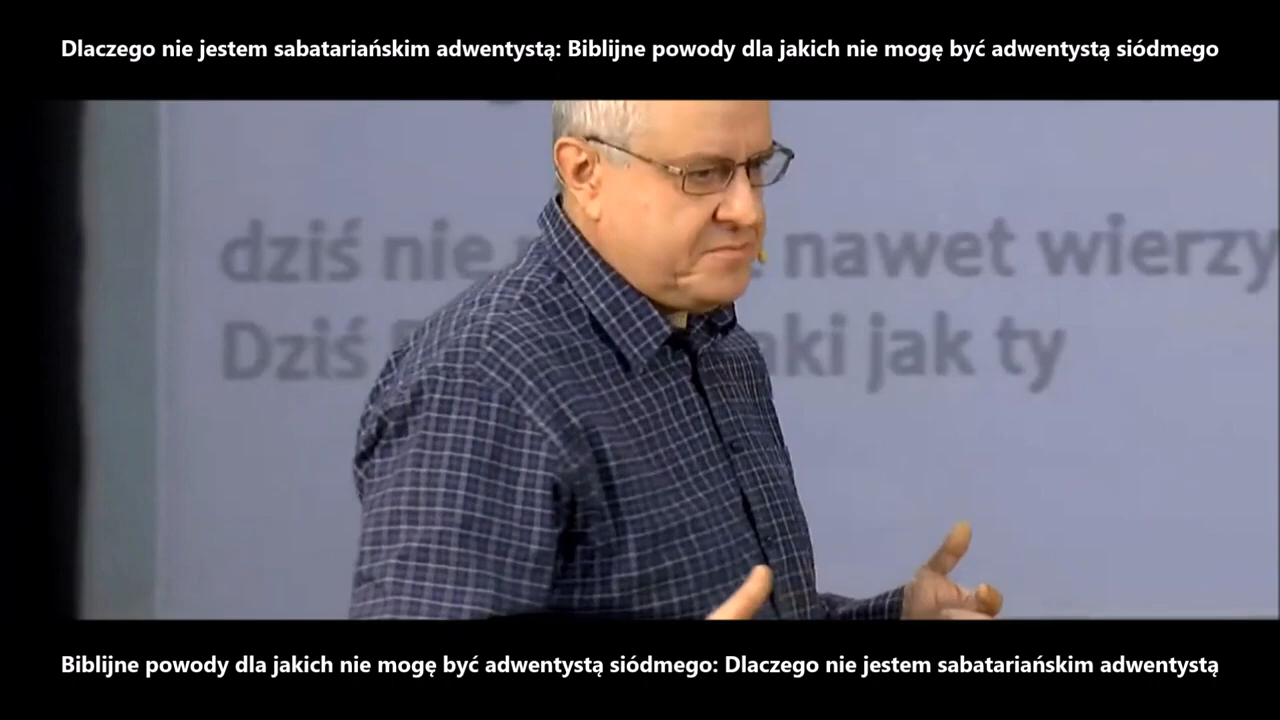 Dlaczego nie jestem sabatariańskim adwentystą: Biblijne powody dla jakich nie mogę być adwentystą siódmego
dziś nie nawet wierzy
Dziś aki jak ty
Biblijne powody dla jakich nie mogę być adwentystą siódmego: Dlaczego nie jestem sabatariańskim adwentystą